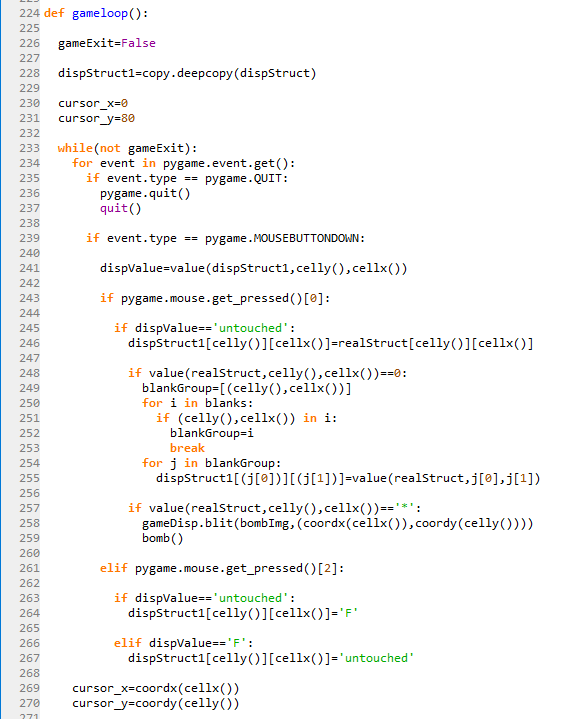 224 def gameloop():
225
226   gameExit=False
227
228   dispStruct1=copy.deepcopy(dispStruct)
229
230   cursor_x=0
231   cursor_y=80
232
233   while(not gameExit):
234     for event in pygame.event.get():
235       if event.type == pygame.QUIT:
236         pygame.quit()
237         quit()
238
239       if event.type == pygame.MOUSEBUTTONDOWN:
240
241         dispValue=value(dispStruct1,celly(),cellx())
242
243         if pygame.mouse.get_pressed()[0]:
244
245           if dispValue=='untouched':
246             dispStruct1[celly()][cellx()]=realStruct[celly()][cellx()]
247
248             if value(realStruct,celly(),cellx())==0:
249               blankGroup=[(celly(),cellx())]
250               for i in blanks:
251                 if (celly(),cellx()) in i:
252                   blankGroup=i
253                   break
254               for j in blankGroup:
255                 dispStruct1[(j[0])][(j[1])]=value(realStruct,j[0],j[1])
256
257             if value(realStruct,celly(),cellx())=='*':
258               gameDisp.blit(bombImg,(coordx(cellx()),coordy(celly())))
259               bomb()
260
261         elif pygame.mouse.get_pressed()[2]:
262
263           if dispValue=='untouched':
264             dispStruct1[celly()][cellx()]='F'
265
266           elif dispValue=='F':
267             dispStruct1[celly()][cellx()]='untouched'
268
269     cursor_x=coordx(cellx())
270     cursor_y=coordy(celly())